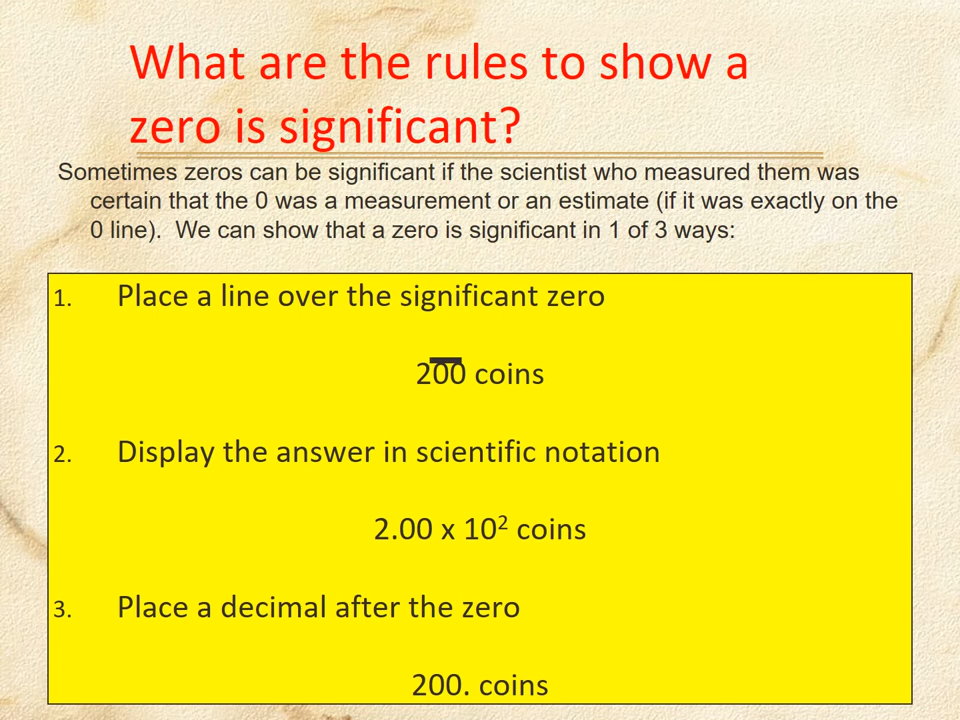 What are the rules to show a
zero is significant?
Sometimes zeros can be significant if the scientist who measured them was
certain that the 0 was a measurement or an estimate (if it was exactly on the
0 line).  We can show that a zero is significant in 1 of 3 ways:
1. Place a line over the significant zero
20̅0̅ coins
2. Display the answer in scientific notation
2.00 x 10² coins
3. Place a decimal after the zero
200. coins